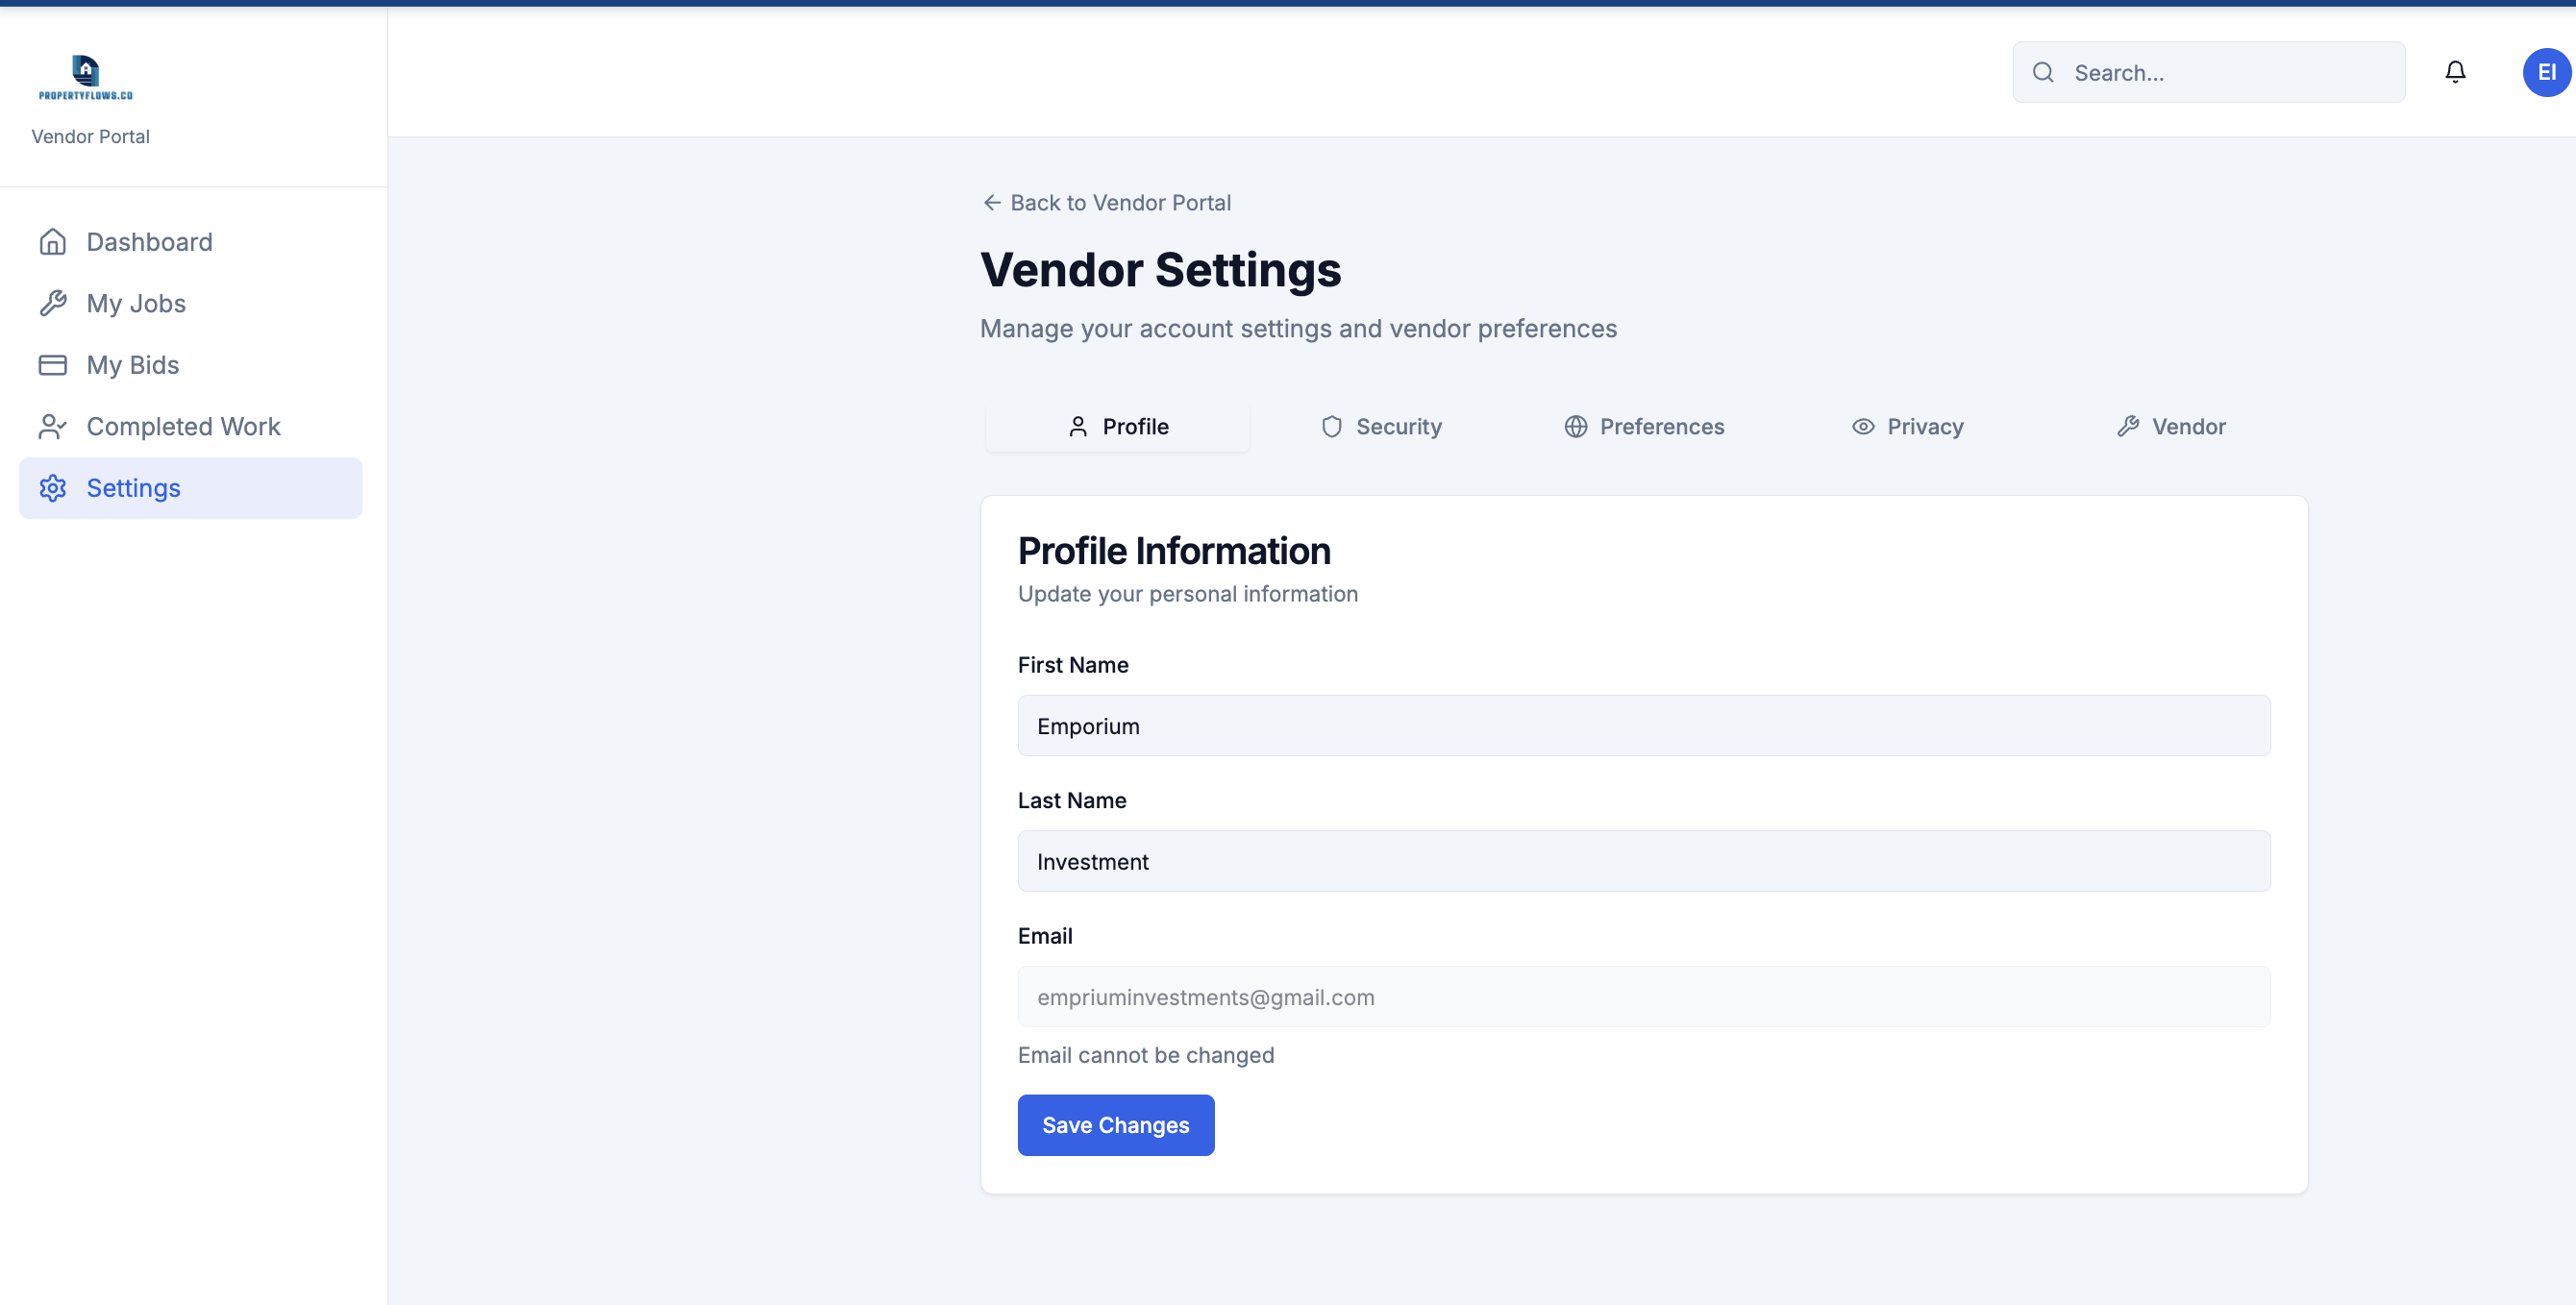 PROPERTYFLOWS.CO
Vendor Portal
Dashboard
My Jobs
My Bids
Completed Work
Settings
Search...
EI
Back to Vendor Portal
Vendor Settings
Manage your account settings and vendor preferences
Profile Security Preferences Privacy Vendor
Profile Information
Update your personal information
First Name
Emporium
Last Name
Investment
Email
empriuminvestments@gmail.com
Email cannot be changed
Save Changes